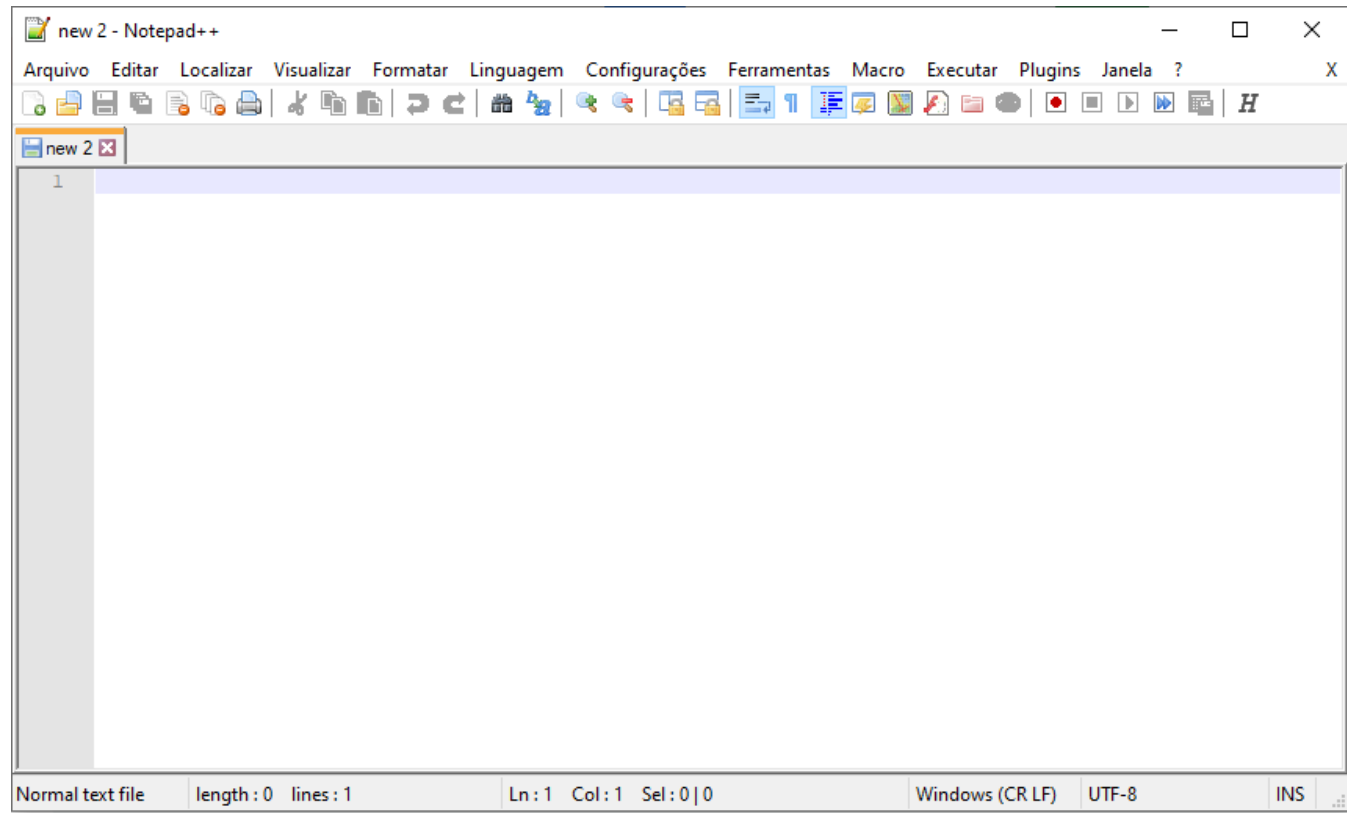 new 2 - Notepad++
Arquivo Editar Localizar Visualizar Formatar Linguagem Configurações Ferramentas Macro Executar Plugins Janela ? X
H
new 2
1
Normal text file length : 0 lines : 1 Ln : 1 Col : 1 Sel : 0 | 0 Windows (CR LF) UTF-8 INS